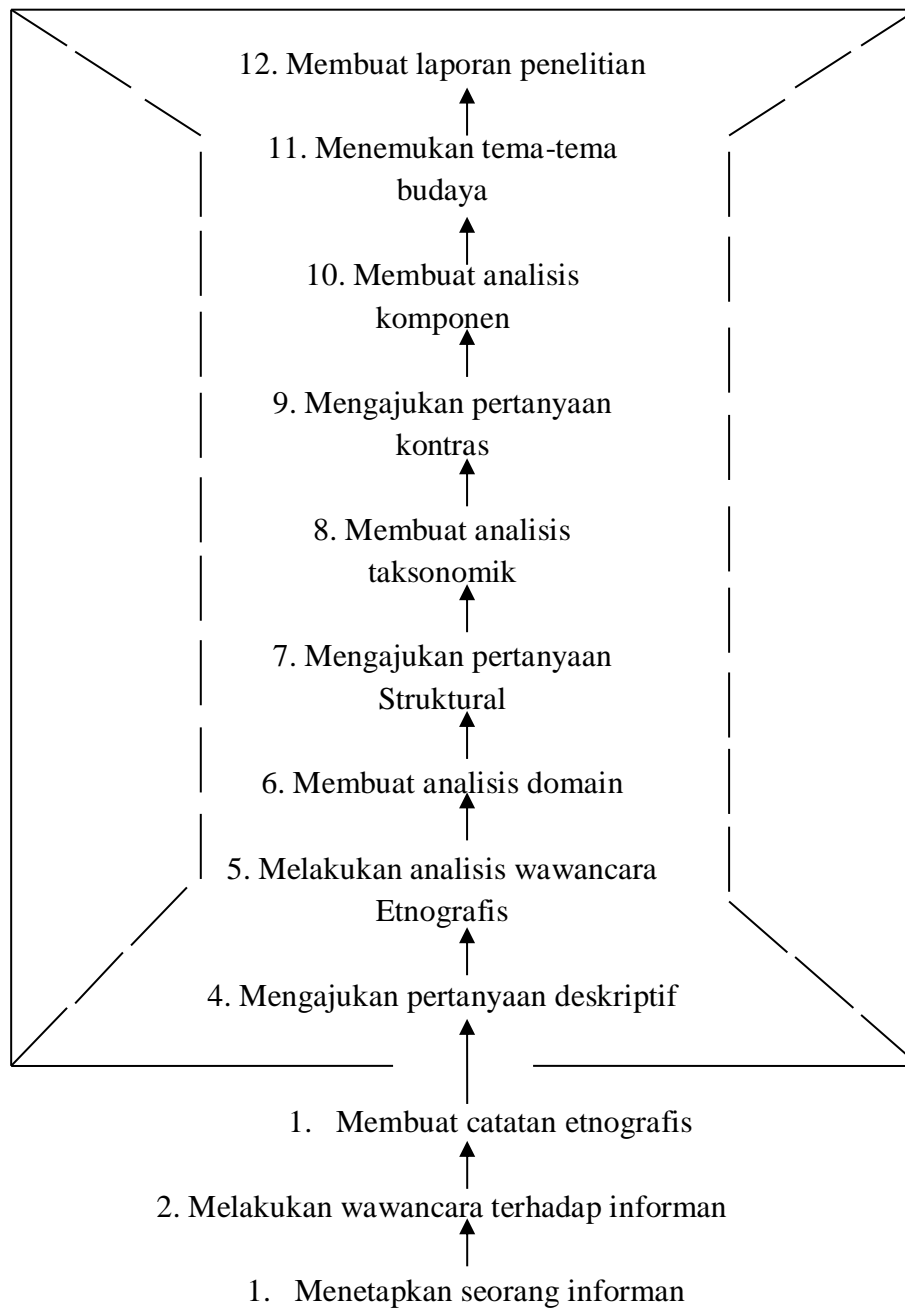 12. Membuat laporan penelitian
11. Menemukan tema-tema
budaya
10. Membuat analisis
komponen
9. Mengajukan pertanyaan
kontras
8. Membuat analisis
taksonomik
7. Mengajukan pertanyaan
Struktural
6. Membuat analisis domain
5. Melakukan analisis wawancara
Etnografis
4. Mengajukan pertanyaan deskriptif
1. Membuat catatan etnografis
2. Melakukan wawancara terhadap informan
1. Menetapkan seorang informan